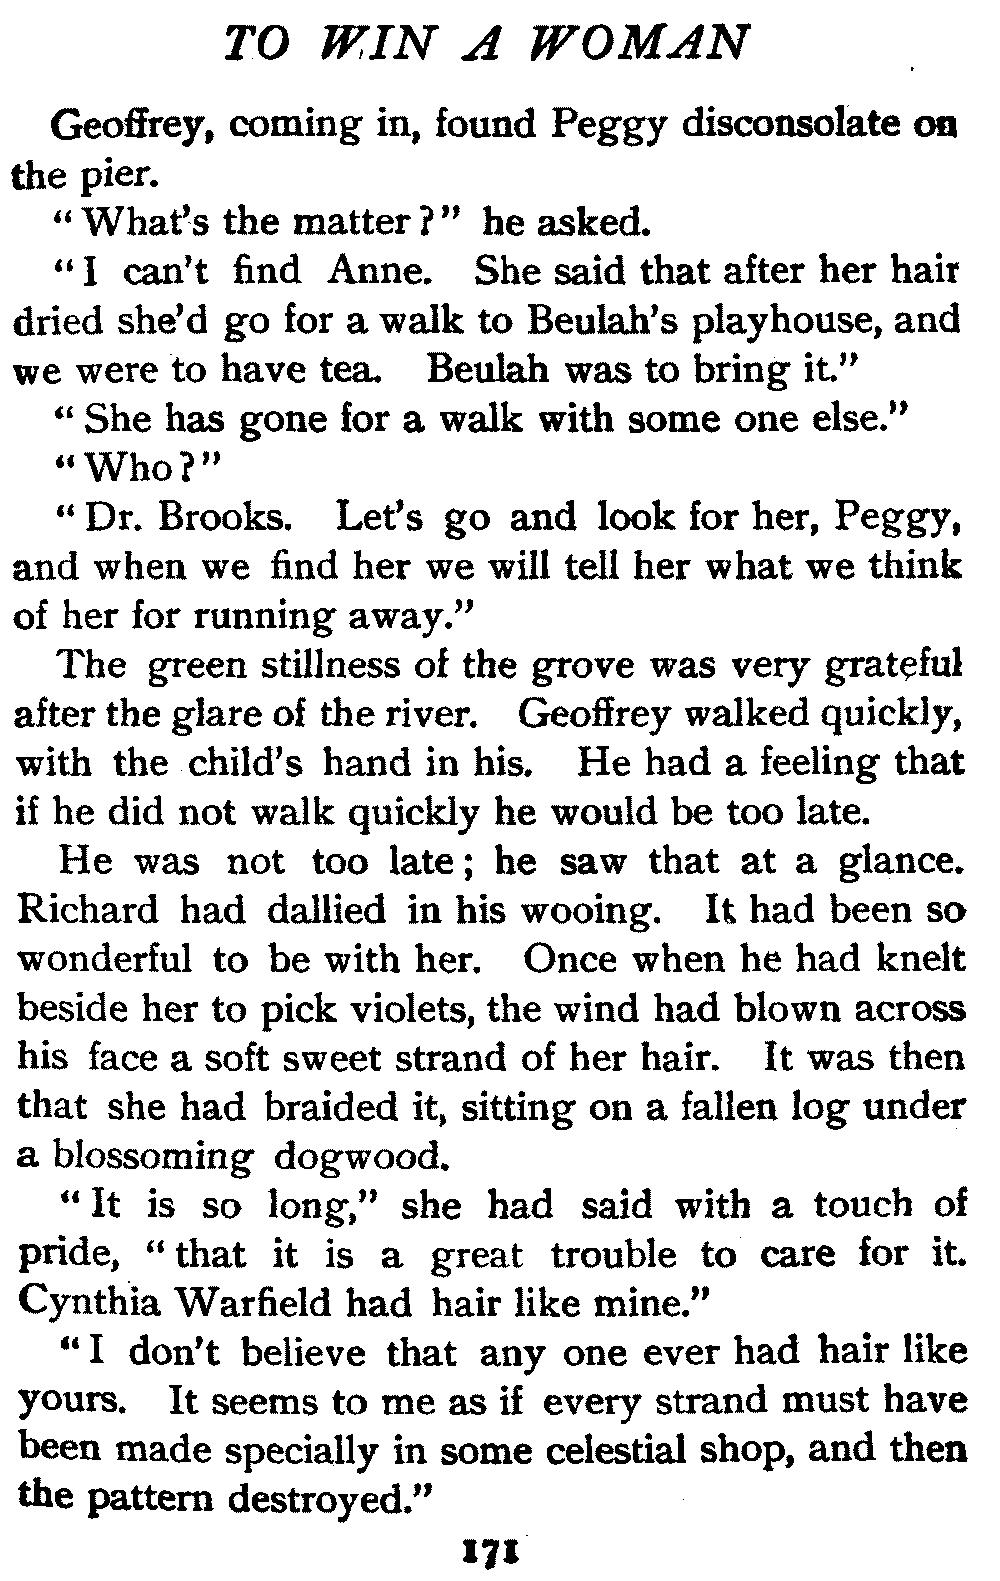 TO WIN A WOMAN
Geoffrey, coming in, found Peggy disconsolate on
the pier.
"What's the matter?" he asked.
"I can't find Anne. She said that after her hair
dried she'd go for a walk to Beulah's playhouse, and
we were to have tea. Beulah was to bring it."
"She has gone for a walk with some one else."
"Who?"
"Dr. Brooks. Let's go and look for her, Peggy,
and when we find her we will tell her what we think
of her for running away."
The green stillness of the grove was very grateful
after the glare of the river. Geoffrey walked quickly,
with the child's hand in his. He had a feeling that
if he did not walk quickly he would be too late.
He was not too late; he saw that at a glance.
Richard had dallied in his wooing. It had been so
wonderful to be with her. Once when he had knelt
beside her to pick violets, the wind had blown across
his face a soft sweet strand of her hair. It was then
that she had braided it, sitting on a fallen log under
a blossoming dogwood.
"It is so long," she had said with a touch of
pride, "that it is a great trouble to care for it.
Cynthia Warfield had hair like mine."
"I don't believe that any one ever had hair like
yours. It seems to me as if every strand must have
been made specially in some celestial shop, and then
the pattern destroyed."
171